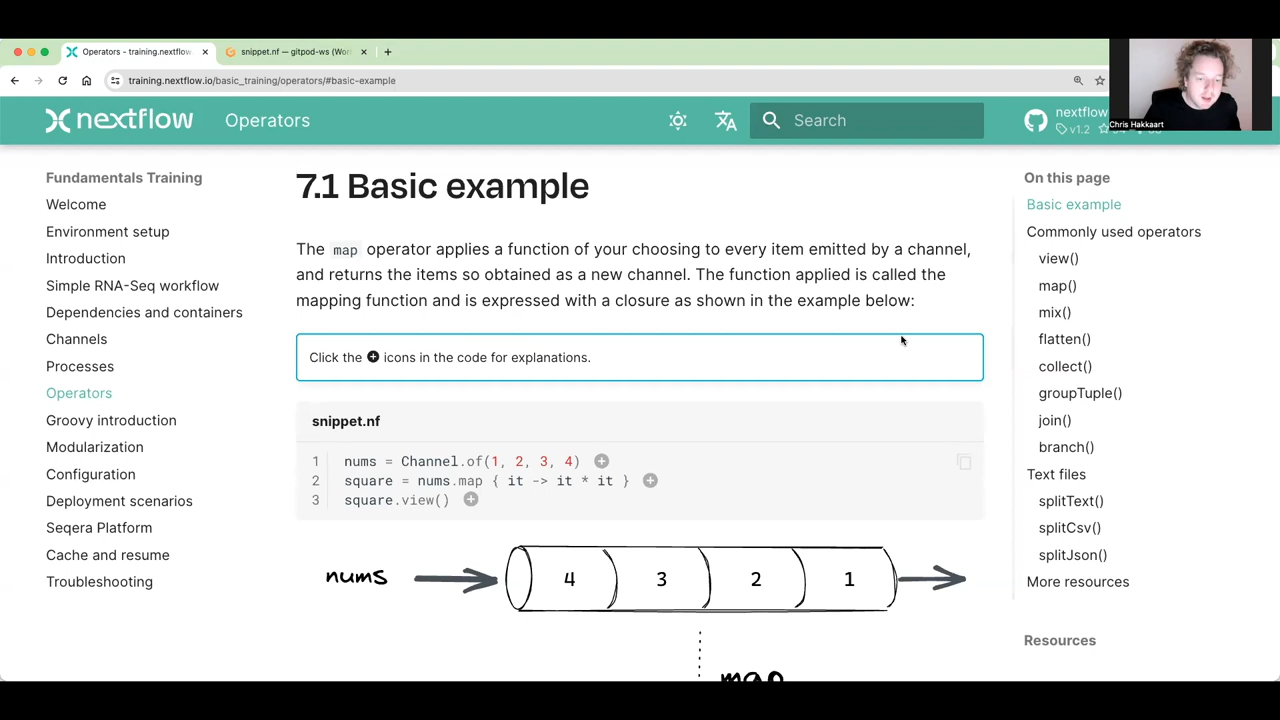 Operators - training.nextflow.
snippet.nf — gitpod-ws (Wor
training.nextflow.io/basic_training/operators/#basic-example
nextflow
Operators
Search
nextflow
v1.2
Chris Hakkaart
Fundamentals Training
Welcome
Environment setup
Introduction
Simple RNA-Seq workflow
Dependencies and containers
Channels
Processes
Operators
Groovy introduction
Modularization
Configuration
Deployment scenarios
Seqera Platform
Cache and resume
Troubleshooting
7.1 Basic example
The map operator applies a function of your choosing to every item emitted by a channel,
and returns the items so obtained as a new channel. The function applied is called the
mapping function and is expressed with a closure as shown in the example below:
Click the + icons in the code for explanations.
snippet.nf
1 nums = Channel.of(1, 2, 3, 4)
2 square = nums.map { it -> it * it }
3 square.view()
nums 4 3 2 1
map
On this page
Basic example
Commonly used operators
view()
map()
mix()
flatten()
collect()
groupTuple()
join()
branch()
Text files
splitText()
splitCsv()
splitJson()
More resources
Resources